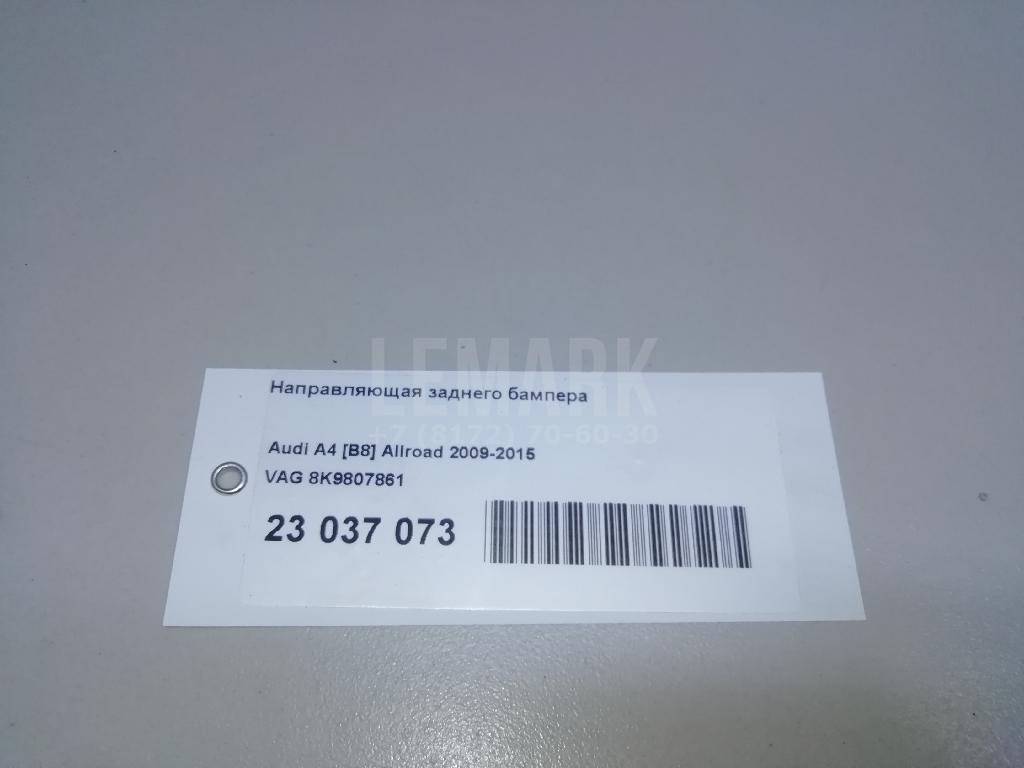 LEMARK
Направляющая заднего бампера
+7 (8172) 70-60-30
Audi A4 [B8] Allroad 2009-2015
VAG 8K9807861
23 037 073